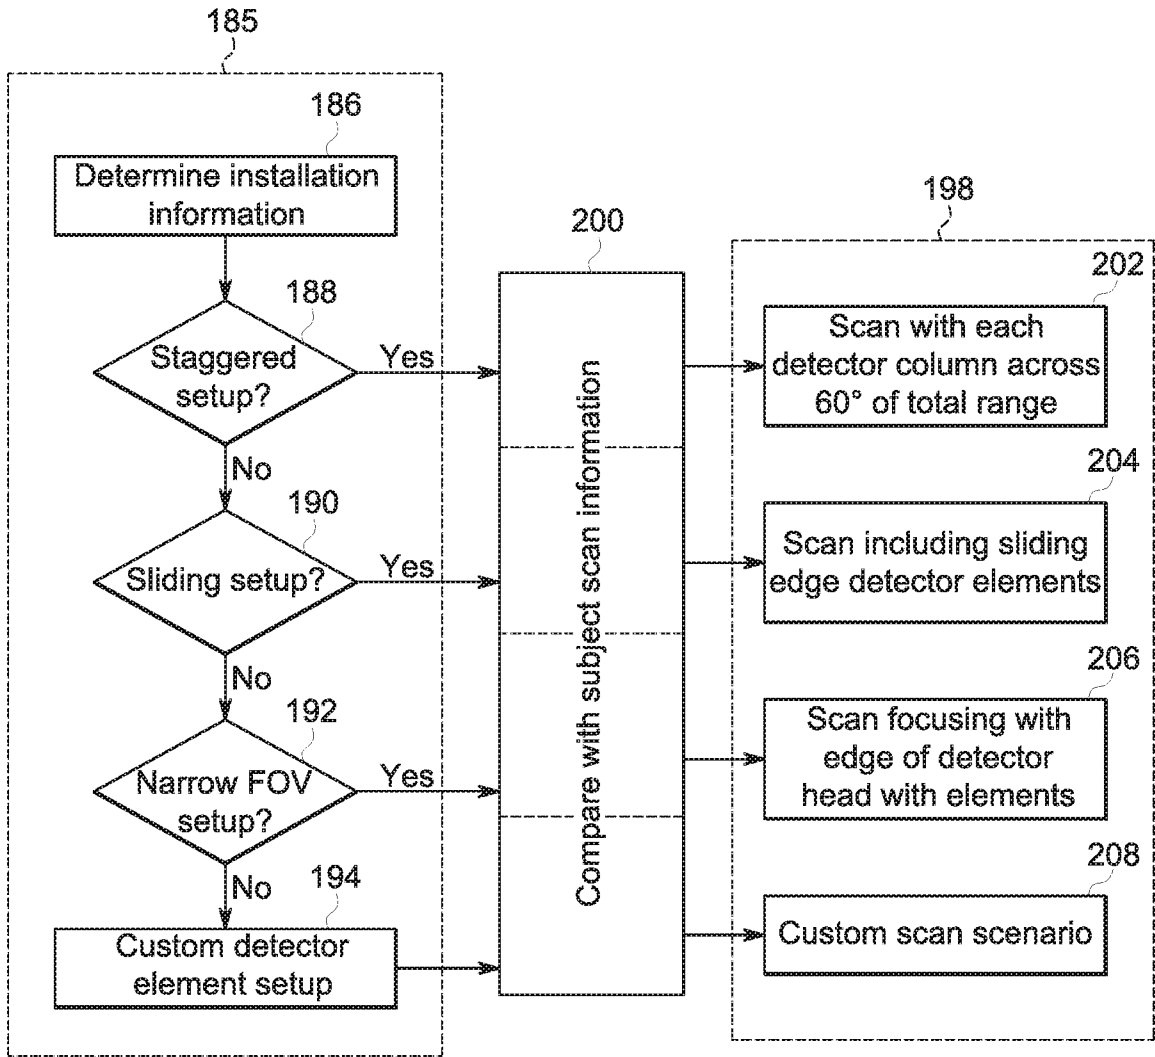 185
186
Determine installation
information
188
Staggered
setup?
Yes
No
190
Sliding setup?
Yes
No
192
Narrow FOV
setup?
Yes
No
194
Custom detector
element setup
200
Compare with subject scan information
198
202
Scan with each
detector column across
60° of total range
204
Scan including sliding
edge detector elements
206
Scan focusing with
edge of detector
head with elements
208
Custom scan scenario